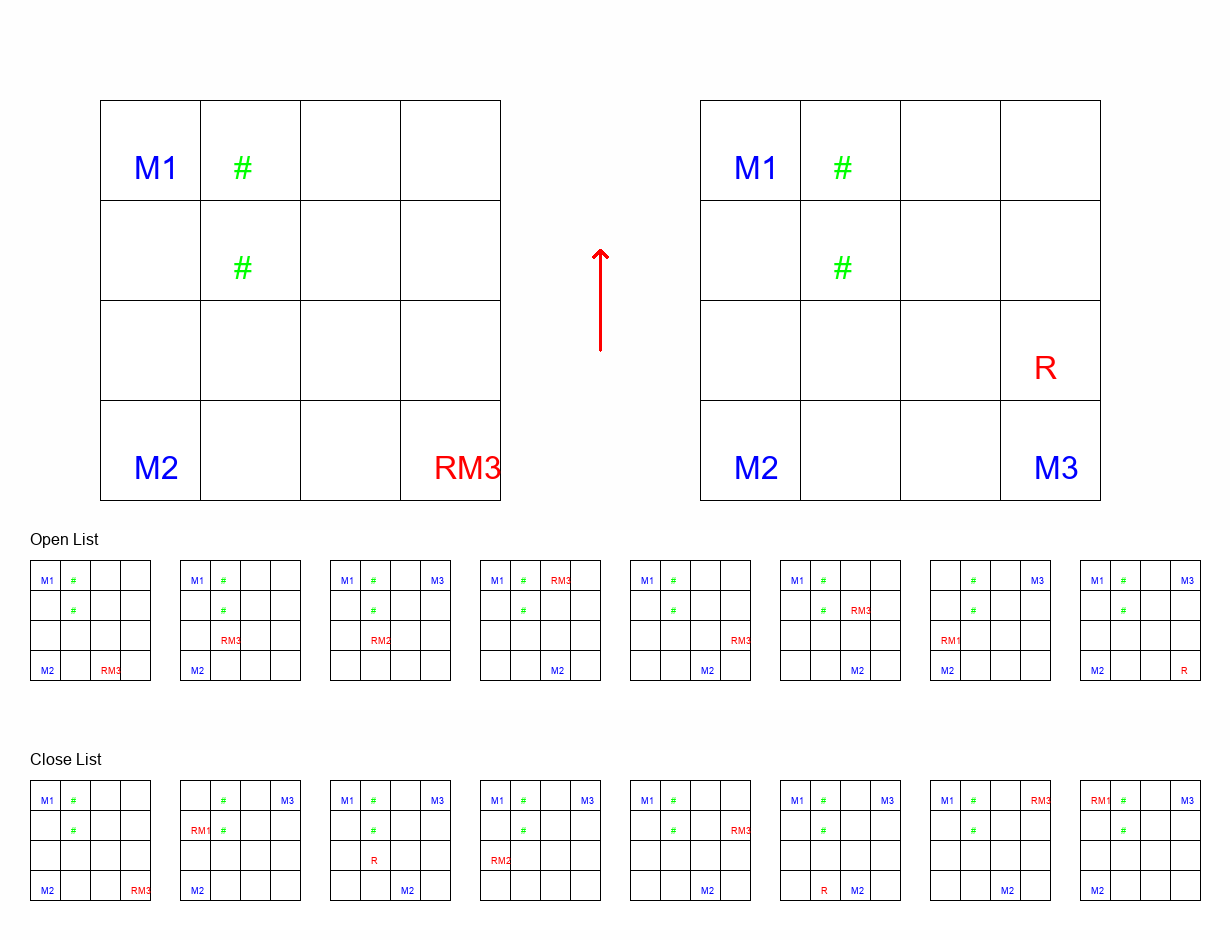 M1 # M1 #
# #
R
M2 RM3 M2 M3
Open List
M1 # M1 # M1 # M3 M1 # RM3 M1 # M1 # # M3 M1 # M3
# # # # # # RM3 # #
RM3 RM2 RM3 RM1
M2 RM3 M2 M2 M2 M2 M2 M2 R
Close List
M1 # # M3 M1 # M3 M1 # M3 M1 # M1 # M3 M1 # RM3 RM1 # M3
# RM1 # # # # RM3 # # #
R RM2
M2 RM3 M2 M2 M2 R M2 M2 M2